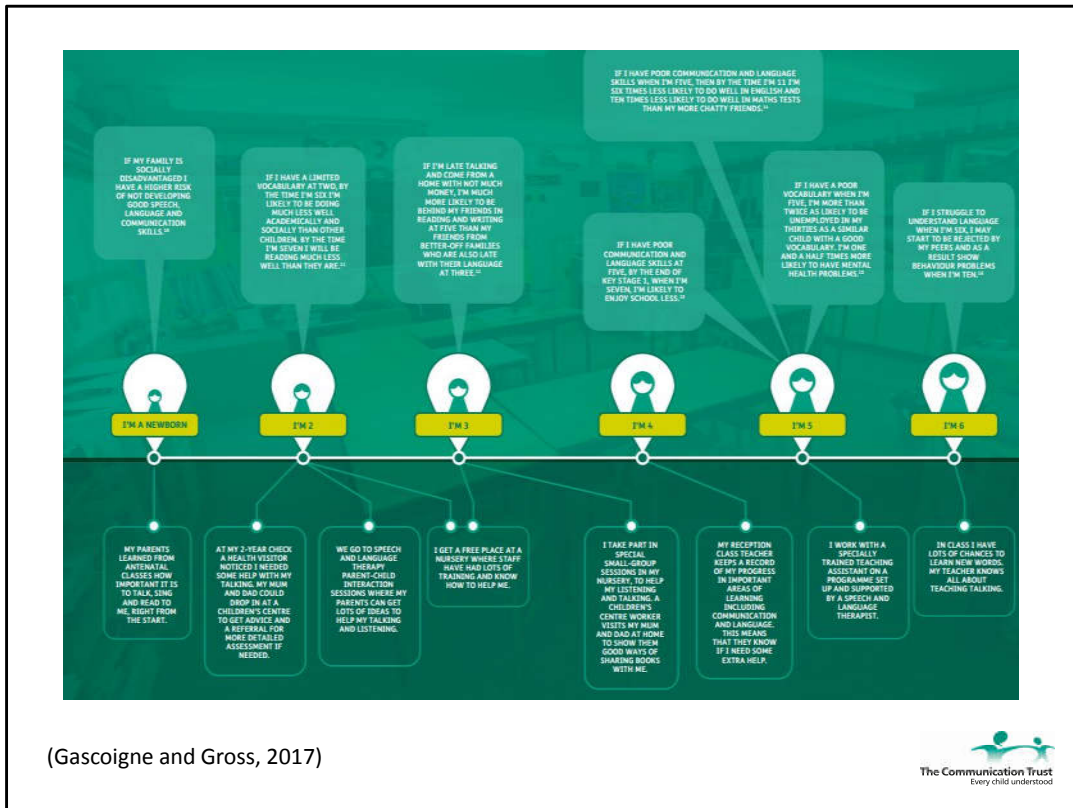 IF MY FAMILY IS
SOCIALLY
DISADVANTAGED I
HAVE A HIGHER RISK
OF NOT DEVELOPING
GOOD SPEECH,
LANGUAGE AND
COMMUNICATION
SKILLS.
IF I HAVE A LIMITED
VOCABULARY AT TWO, BY
THE TIME I'M SIX I'M
LIKELY TO BE DOING
MUCH LESS WELL
ACADEMICALLY AND
SOCIALLY THAN OTHER
CHILDREN. BY THE TIME
I'M SEVEN I WILL BE
READING MUCH LESS
WELL THAN THEY ARE.
IF I'M LATE TALKING
AND COME FROM A
HOME WITH NOT MUCH
MONEY, I'M MUCH
MORE LIKELY TO BE
BEHIND MY FRIENDS IN
READING AND WRITING
AT FIVE THAN MY
FRIENDS FROM
BETTER-OFF FAMILIES
WHO ARE ALSO LATE
WITH THEIR LANGUAGE
AT THREE.
IF I HAVE POOR
COMMUNICATION AND
LANGUAGE SKILLS AT
FIVE, BY THE END OF
KEY STAGE 1, WHEN I'M
SEVEN, I'M LIKELY TO
ENJOY SCHOOL LESS.
IF I HAVE POOR COMMUNICATION AND LANGUAGE
SKILLS WHEN I'M FIVE, THEN BY THE TIME I'M 11 I'M
SIX TIMES LESS LIKELY TO DO WELL IN ENGLISH AND
TEN TIMES LESS LIKELY TO DO WELL IN MATHS TESTS
THAN MY MORE CHATTY FRIENDS.
IF I HAVE A POOR
VOCABULARY WHEN I'M
FIVE, I'M MORE THAN
TWICE AS LIKELY TO BE
UNEMPLOYED IN MY
THIRTIES AS A SIMILAR
CHILD WITH A GOOD
VOCABULARY. I'M ONE
AND A HALF TIMES MORE
LIKELY TO HAVE MENTAL
HEALTH PROBLEMS.
IF I STRUGGLE TO
UNDERSTAND LANGUAGE
WHEN I'M SIX, I MAY
START TO BE REJECTED BY
MY PEERS AND AS A
RESULT SHOW
BEHAVIOUR PROBLEMS
WHEN I'M TEN.
I'M A NEWBORN
I'M 2
I'M 3
I'M 4
I'M 5
I'M 6
MY PARENTS
LEARNED FROM
ANTENATAL
CLASSES HOW
IMPORTANT IT IS
TO TALK, SING
AND READ TO
ME, RIGHT FROM
THE START.
AT MY 2-YEAR CHECK
A HEALTH VISITOR
NOTICED I NEEDED
SOME HELP WITH MY
TALKING. MY MUM
AND DAD COULD
DROP IN AT A
CHILDREN'S CENTRE
TO GET ADVICE AND
A REFERRAL FOR
MORE DETAILED
ASSESSMENT IF
NEEDED.
WE GO TO SPEECH
AND LANGUAGE
THERAPY
PARENT-CHILD
INTERACTION
SESSIONS WHERE MY
PARENTS CAN GET
LOTS OF IDEAS TO
HELP MY TALKING
AND LISTENING.
I GET A FREE PLACE AT A
NURSERY WHERE STAFF
HAVE HAD LOTS OF
TRAINING AND KNOW
HOW TO HELP ME.
I TAKE PART IN
SPECIAL
SMALL-GROUP
SESSIONS IN MY
NURSERY, TO HELP
MY LISTENING
AND TALKING. A
CHILDREN'S
CENTRE WORKER
VISITS MY MUM
AND DAD AT HOME
TO SHOW THEM
GOOD WAYS OF
SHARING BOOKS
WITH ME.
MY RECEPTION
CLASS TEACHER
KEEPS A RECORD
OF MY PROGRESS
IN IMPORTANT
AREAS OF
LEARNING
INCLUDING
COMMUNICATION
AND LANGUAGE.
THIS MEANS
THAT THEY KNOW
IF I NEED SOME
EXTRA HELP.
I WORK WITH A
SPECIALLY
TRAINED TEACHING
ASSISTANT ON A
PROGRAMME SET
UP AND SUPPORTED
BY A SPEECH AND
LANGUAGE
THERAPIST.
IN CLASS I HAVE
LOTS OF CHANCES TO
LEARN NEW WORDS.
MY TEACHER KNOWS
ALL ABOUT
TEACHING TALKING.
(Gascoigne and Gross, 2017)
The Communication Trust
Every child understood